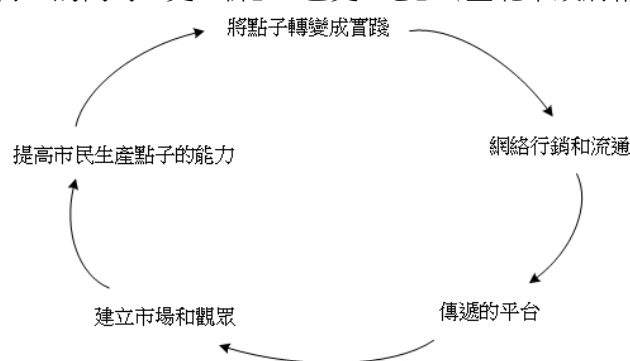 將點子轉變成實踐
網絡行銷和流通
提高市民生產點子的能力
傳遞的平台
建立市場和觀眾